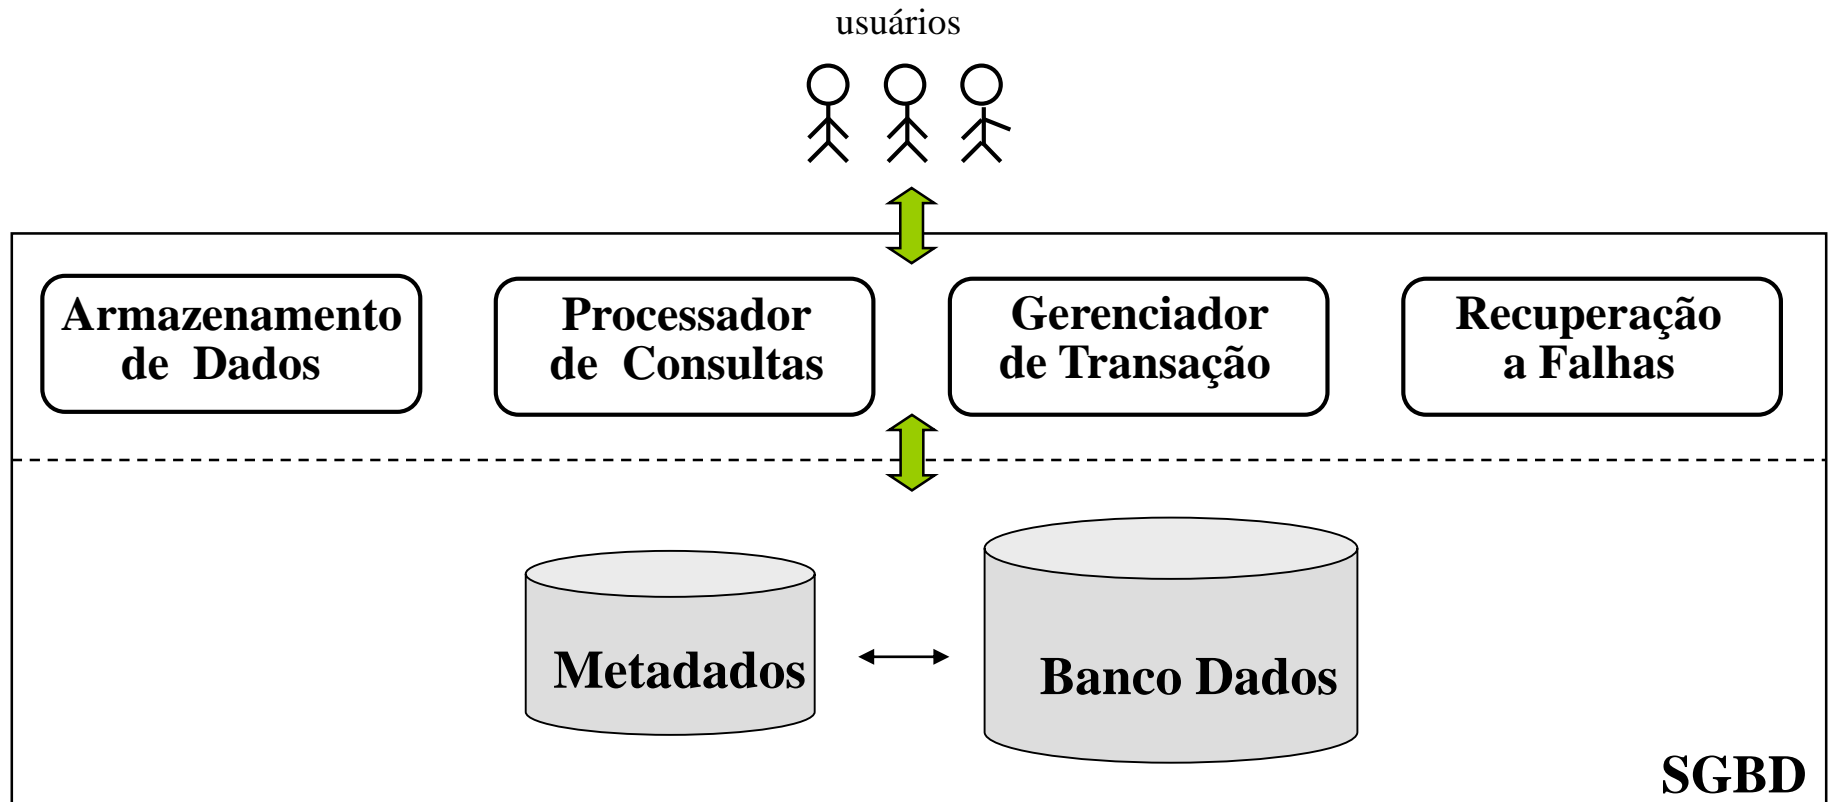 usuários
Armazenamento
de Dados
Processador
de Consultas
Gerenciador
de Transação
Recuperação
a Falhas
Metadados
Banco Dados
SGBD